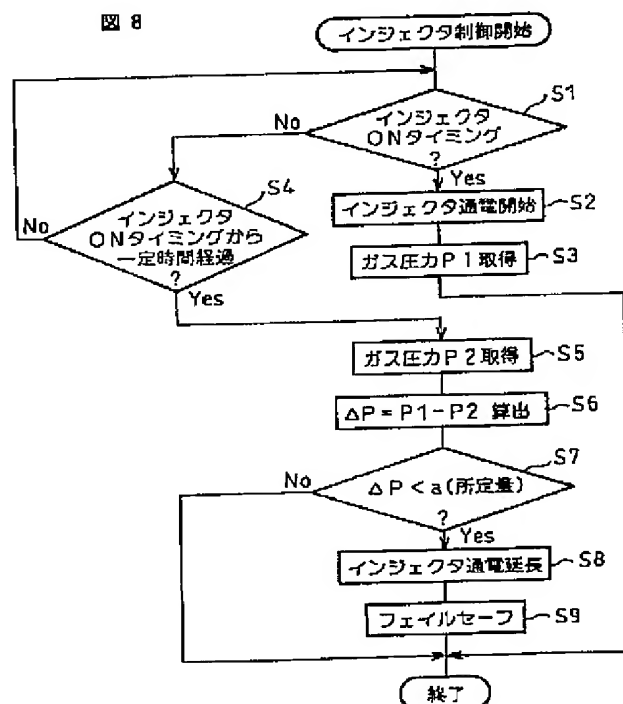 図 8
インジェクタ制御開始
S1
インジェクタ
ONタイミング
?
No
Yes
S4
インジェクタ
ONタイミングから
一定時間経過
?
No
Yes
インジェクタ通電開始
S2
ガス圧力P1取得
S3
ガス圧力P2取得
S5
ΔP=P1-P2 算出
S6
S7
ΔP<a(所定量)
?
No
Yes
インジェクタ通電延長
S8
フェイルセーフ
S9
終了